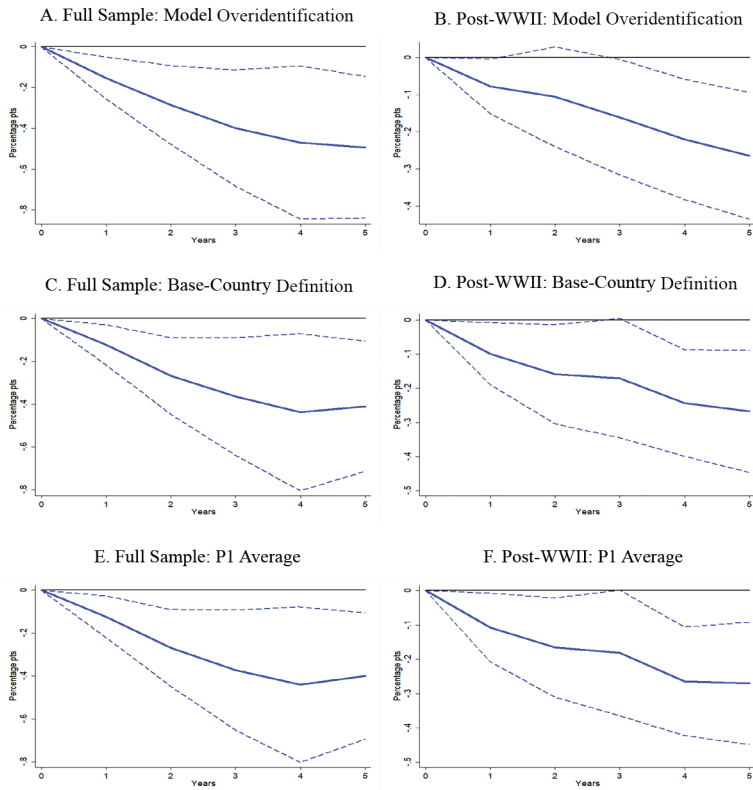 A. Full Sample: Model Overidentification
0
-.2
-.4
-.6
-.8
Percentage pts
0 1 2 3 4 5
Years
B. Post-WWII: Model Overidentification
0
-.1
-.2
-.3
-.4
Percentage pts
0 1 2 3 4 5
Years
C. Full Sample: Base-Country Definition
0
-.2
-.4
-.6
-.8
Percentage pts
0 1 2 3 4 5
Years
D. Post-WWII: Base-Country Definition
0
-.1
-.2
-.3
-.4
-.5
Percentage pts
0 1 2 3 4 5
Years
E. Full Sample: P1 Average
0
-.2
-.4
-.6
-.8
Percentage pts
0 1 2 3 4 5
Years
F. Post-WWII: P1 Average
0
-.1
-.2
-.3
-.4
-.5
Percentage pts
0 1 2 3 4 5
Years